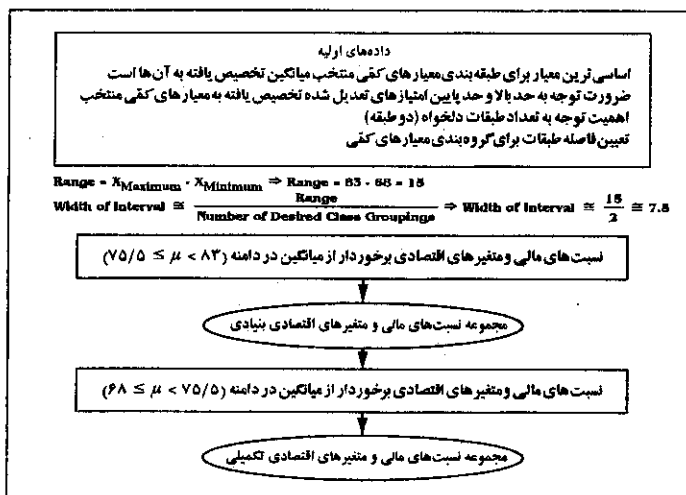 داده‌های اولیه
اساسی‌ترین معیار برای طبقه‌بندی معیارهای کمّی منتخب میانگین تخصیص یافته به آن‌ها است
ضرورت توجه به حد بالا و حد پایین امتیازهای تعدیل شده تخصیص یافته به معیارهای کمّی منتخب
اهمیت توجه به تعداد طبقات دلخواه (دو طبقه)
تعیین فاصله طبقات برای گروه‌بندی معیارهای کمّی
Range = X_Maximum - X_Minimum ⇒ Range = 83 - 68 = 15
Width of Interval ≅ Range / Number of Desired Class Groupings ⇒ Width of Interval ≅ 15/2 ≅ 7.5
نسبت‌های مالی و متغیرهای اقتصادی برخوردار از میانگین در دامنه (۷۵/۵ ≤ μ < ۸۳)
مجموعه نسبت‌های مالی و متغیرهای اقتصادی بنیادی
نسبت‌های مالی و متغیرهای اقتصادی برخوردار از میانگین در دامنه (۶۸ ≤ μ < ۷۵/۵)
مجموعه نسبت‌های مالی و متغیرهای اقتصادی تکمیلی